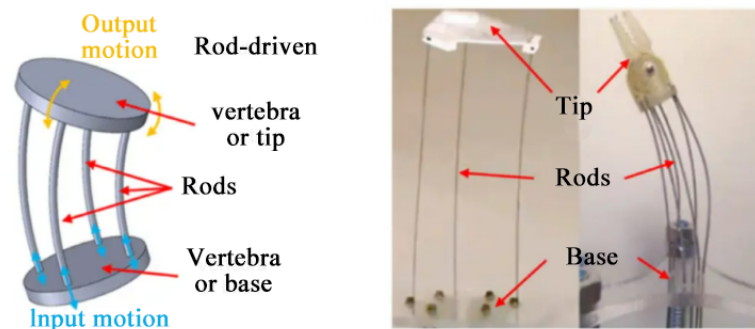 Output
motion
Rod-driven
vertebra
or tip
Rods
Vertebra
or base
Input motion
Tip
Rods
Base